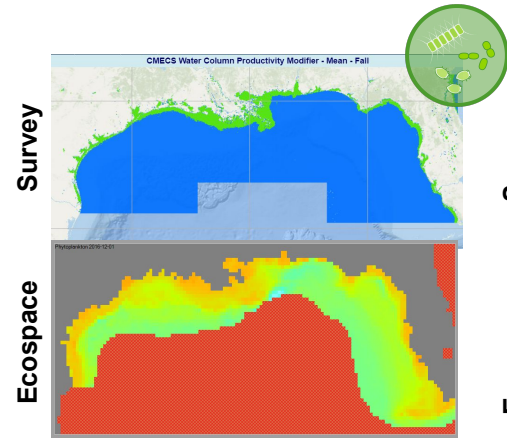 CMECS Water Column Productivity Modifier - Mean - Fall
Survey
Phytoplankton 2016-12-01
Ecospace